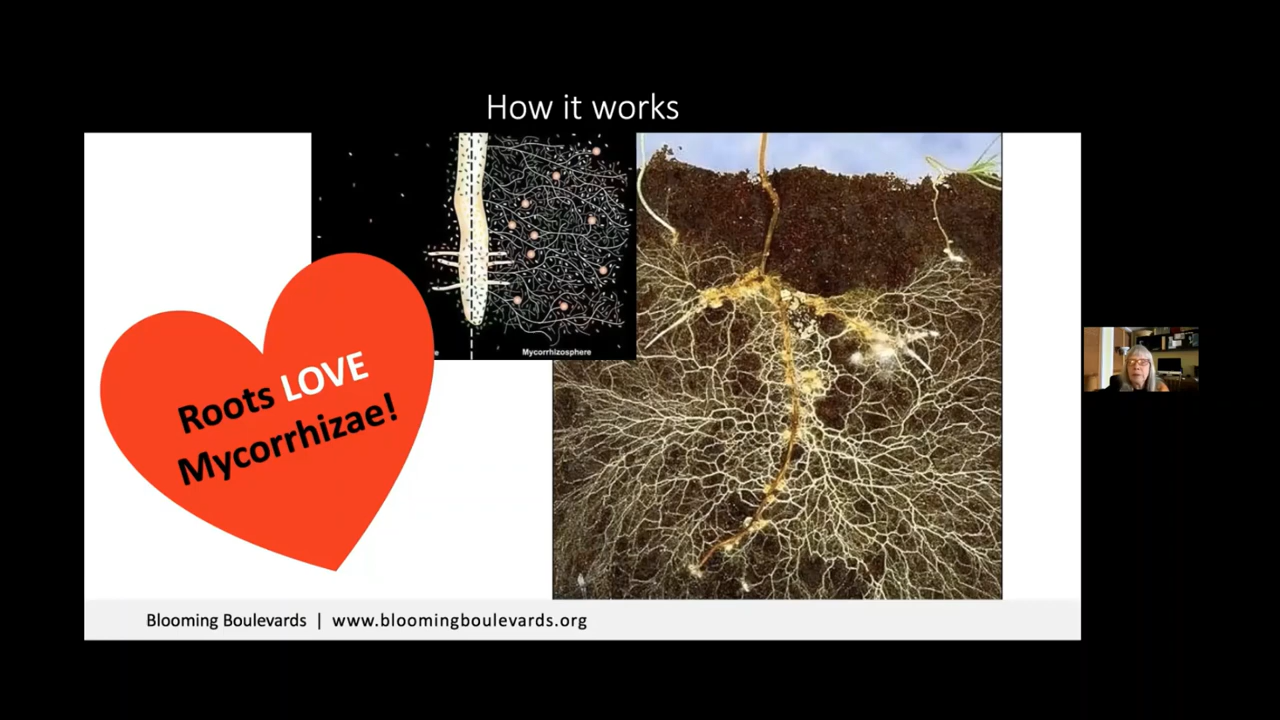 How it works
e
Mycorrhizosphere
Roots LOVE
Mycorrhizae!
Blooming Boulevards | www.bloomingboulevards.org